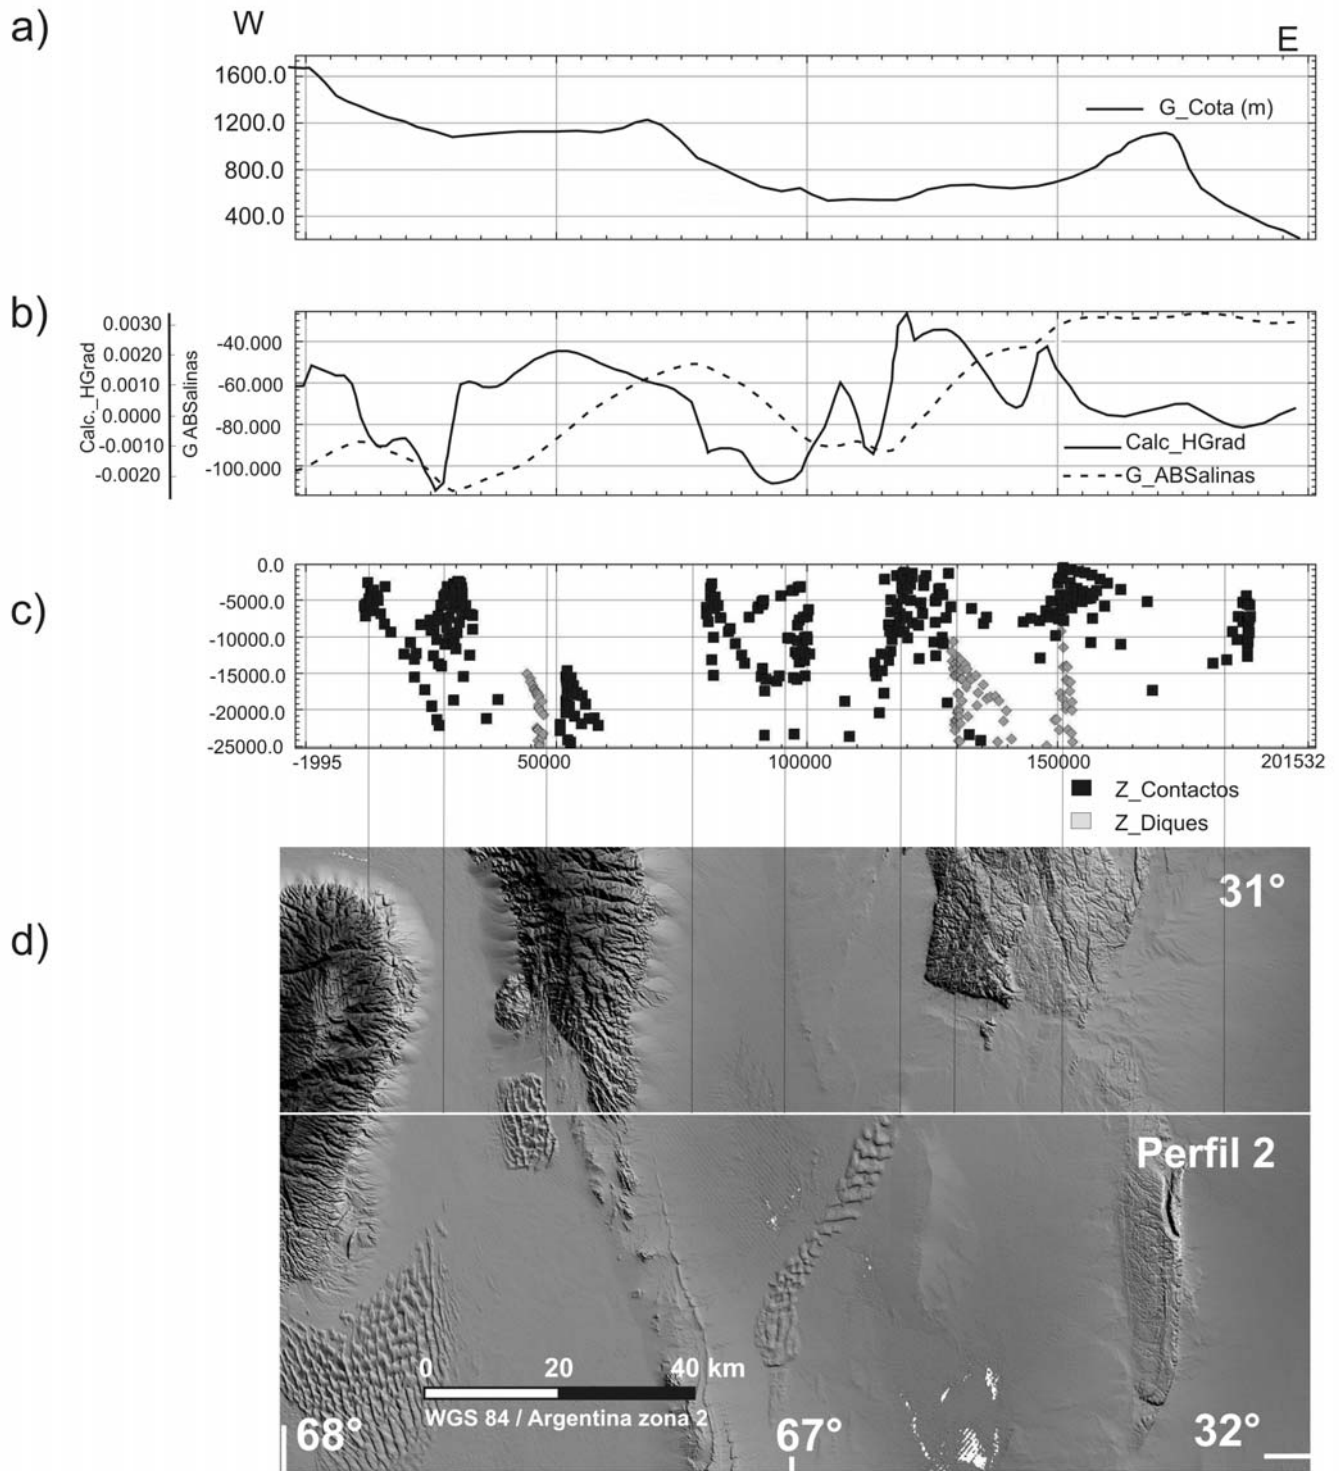 a)
W
E
1600.0
1200.0
800.0
400.0
G_Cota (m)
b)
Calc._HGrad
0.0030
0.0020
0.0010
0.0000
-0.0010
-0.0020
G ABSalinas
-40.000
-60.000
-80.000
-100.000
Calc_HGrad
G_ABSalinas
c)
0.0
-5000.0
-10000.0
-15000.0
-20000.0
-25000.0
-1995 50000 100000 150000 201532
Z_Contactos
Z_Diques
d)
31°
Perfil 2
0 20 40 km
WGS 84 / Argentina zona 2
68° 67° 32°